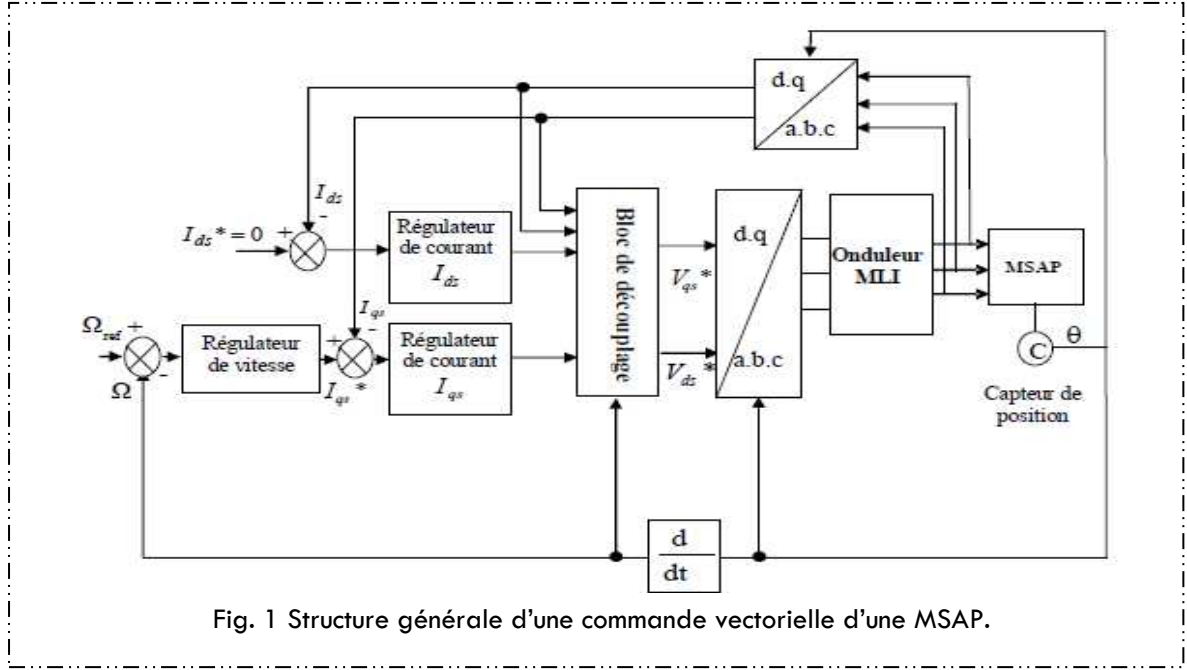 d.q
a.b.c
I_ds
-
I_ds* = 0
+
Régulateur
de courant
I_ds
Bloc de découplage
V_qs*
V_ds*
d.q
a.b.c
Onduleur
MLI
MSAP
C
θ
Capteur de
position
Ω_ref
+
-
Ω
Régulateur
de vitesse
I_qs
-
+
I_qs*
Régulateur
de courant
I_qs
d
dt
Fig. 1 Structure générale d’une commande vectorielle d’une MSAP.